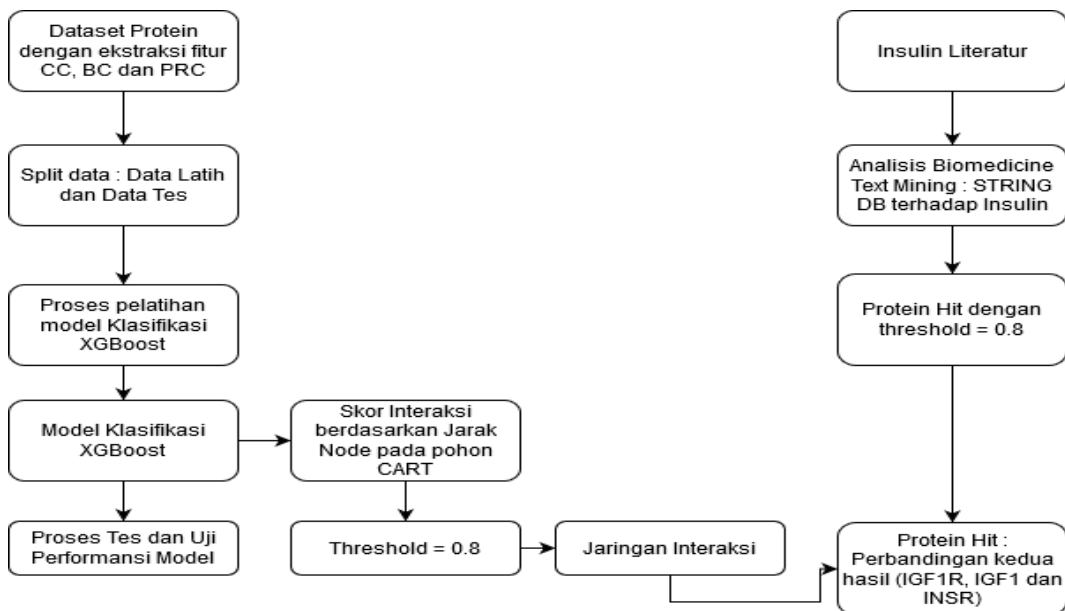 Dataset Protein
dengan ekstraksi fitur
CC, BC dan PRC
Split data : Data Latih
dan Data Tes
Proses pelatihan
model Klasifikasi
XGBoost
Model Klasifikasi
XGBoost
Proses Tes dan Uji
Performansi Model
Skor Interaksi
berdasarkan Jarak
Node pada pohon
CART
Threshold = 0.8
Jaringan Interaksi
Insulin Literatur
Analisis Biomedicine
Text Mining : STRING
DB terhadap Insulin
Protein Hit dengan
threshold = 0.8
Protein Hit :
Perbandingan kedua
hasil (IGF1R, IGF1 dan
INSR)